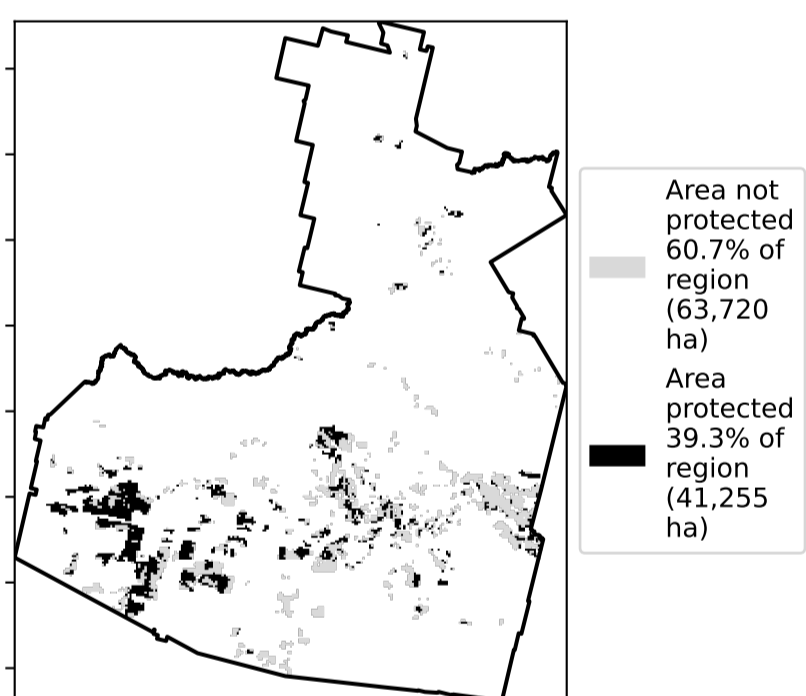 Area not
protected
60.7% of
region
(63,720
ha)
Area
protected
39.3% of
region
(41,255
ha)